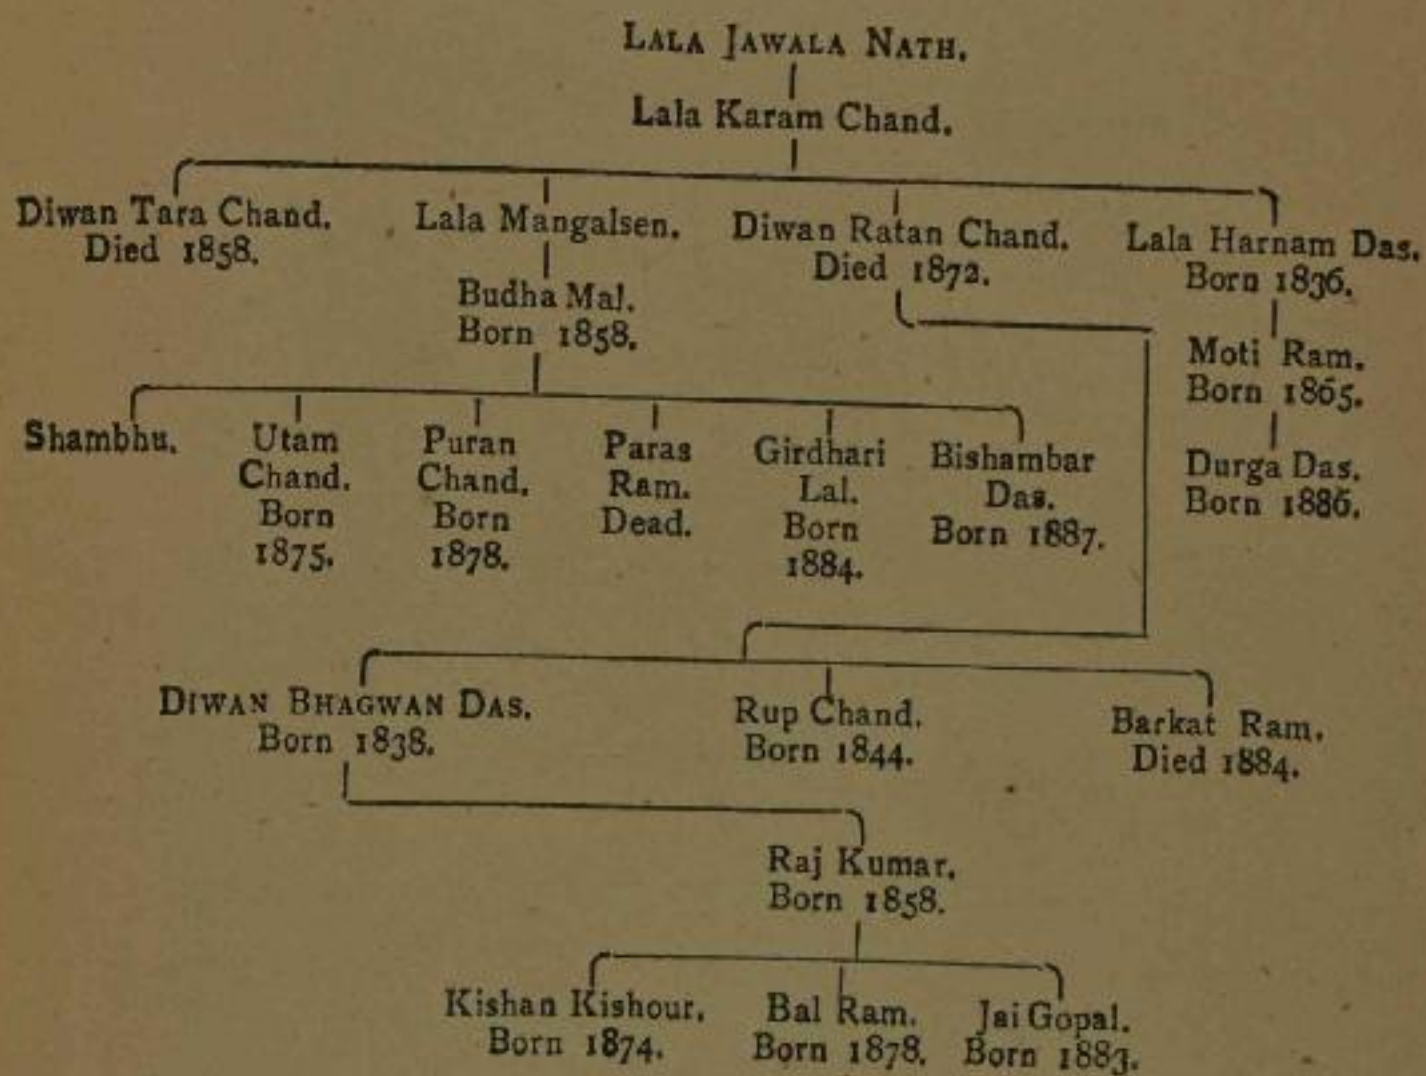 LALA JAWALA NATH.
Lala Karam Chand.
Diwan Tara Chand.
Died 1858.
Lala Mangalsen.
Diwan Ratan Chand.
Died 1872.
Lala Harnam Das.
Born 1836.
Budha Mal.
Born 1858.
Moti Ram.
Born 1865.
Shambhu.
Utam
Chand.
Born
1875.
Puran
Chand.
Born
1878.
Paras
Ram.
Dead.
Girdhari
Lal.
Born
1884.
Bishambar
Das.
Born 1887.
Durga Das.
Born 1886.
DIWAN BHAGWAN DAS.
Born 1838.
Rup Chand.
Born 1844.
Barkat Ram.
Died 1884.
Raj Kumar.
Born 1858.
Kishan Kishour.
Born 1874.
Bal Ram.
Born 1878.
Jai Gopal.
Born 1883.